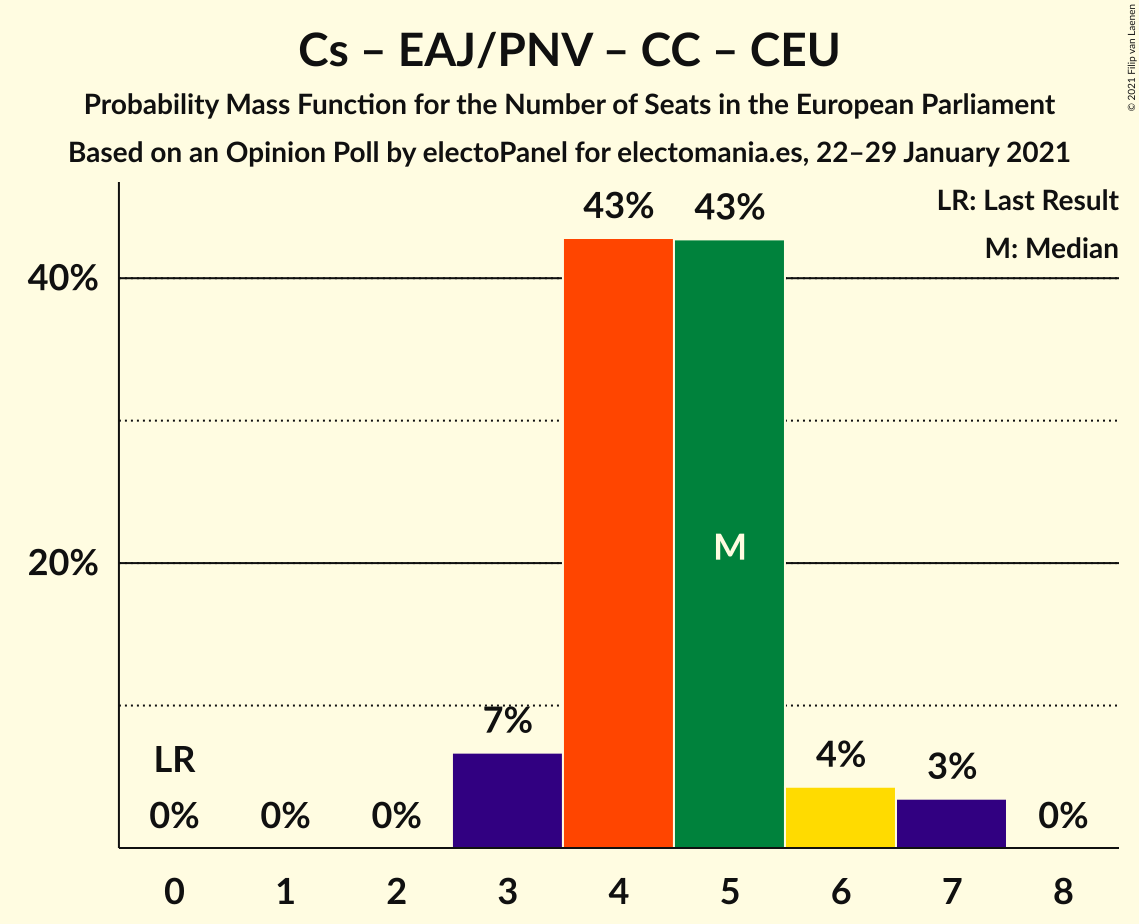 Cs – EAJ/PNV – CC – CEU
Probability Mass Function for the Number of Seats in the European Parliament
Based on an Opinion Poll by electoPanel for electomania.es, 22–29 January 2021
© 2021 Filip van Laenen
LR: Last Result
M: Median
43% 43%
40%
M
20%
7%
LR
4% 3%
0% 0% 0% 0%
0 1 2 3 4 5 6 7 8